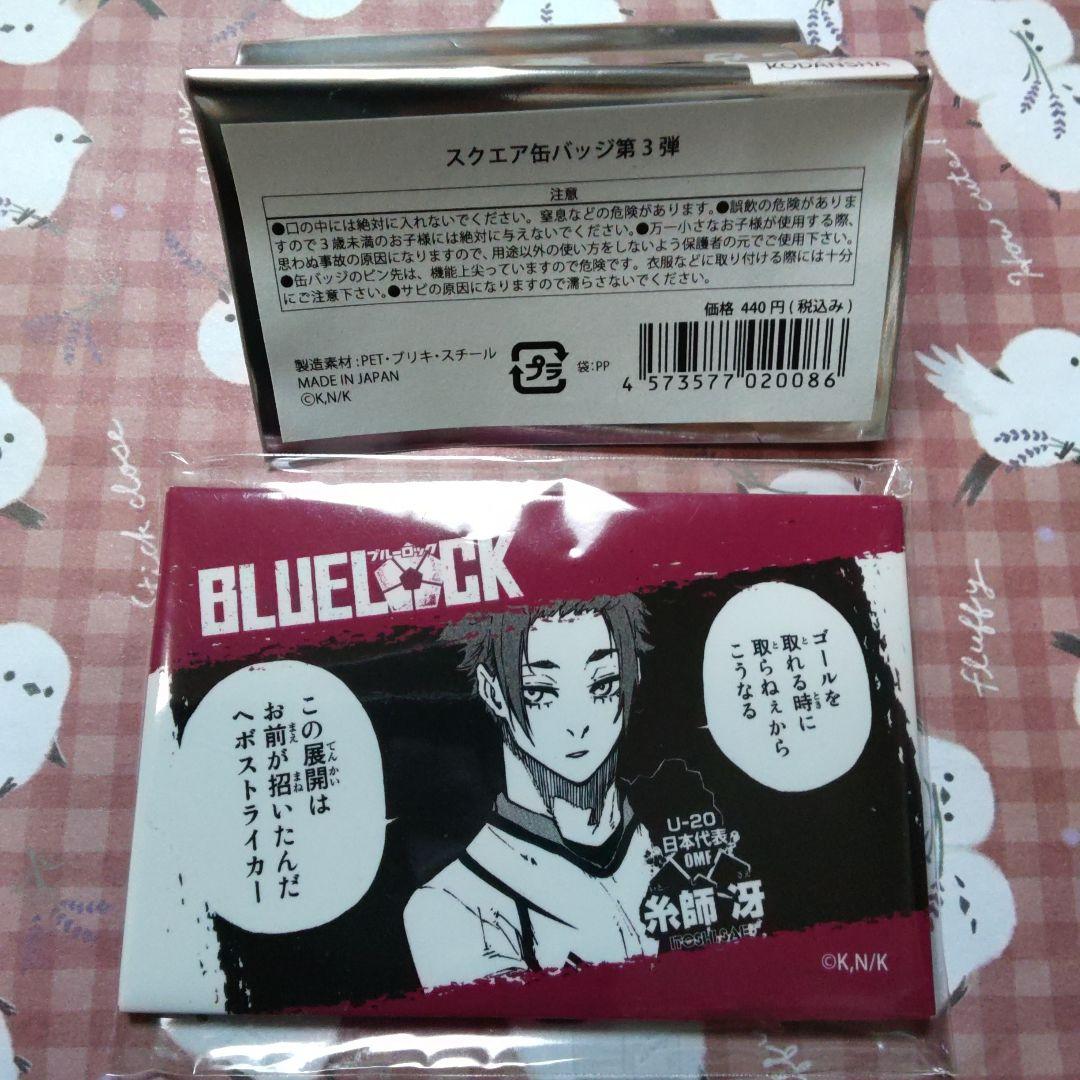 KODANSHA
スクエア缶バッジ第3弾
注意
●口の中には絶対に入れないでください。窒息などの危険があります。●誤飲の危険がありま
すので3歳未満のお子様には絶対に与えないでください。●万一小さなお子様が使用する際、
思わぬ事故の原因になりますので、用途以外の使い方をしないよう保護者の元でご使用下さい。
●缶バッジのピン先は、機能上尖っていますので危険です。衣服などに取り付ける際には十分
にご注意下さい。●サビの原因になりますので濡らさないでください。
価格 440円(税込み)
製造素材:PET・ブリキ・スチール
MADE IN JAPAN
©K,N/K
プラ
袋:PP
4 573577 020086
ブルーロック
BLUELOCK
ゴールを
取れる時に
取らねぇから
こうなる
この展開は
お前が招いたんだ
ヘボストライカー
U-20
日本代表
OMF
糸師 冴
ITOSHI SAE
©K,N/K
Trick close
How cute!
fluffy